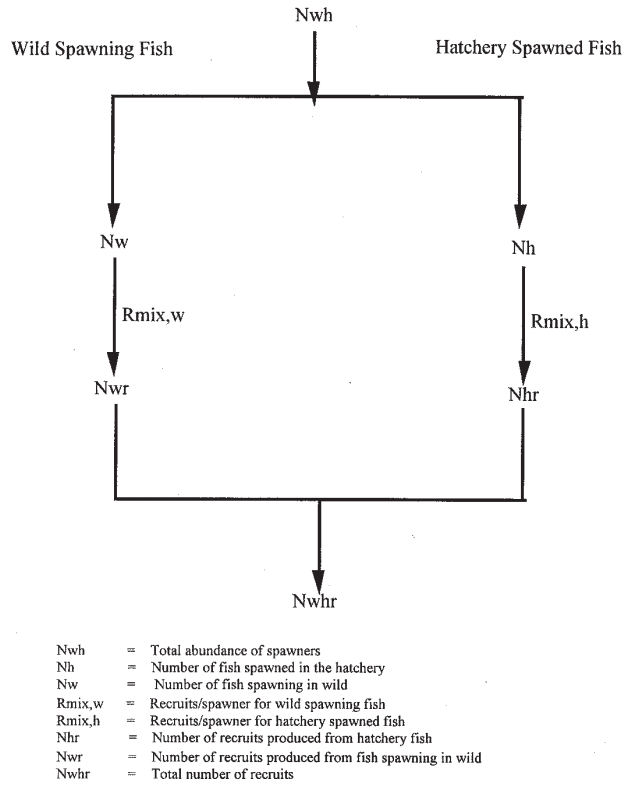 Nwh
Wild Spawning Fish
Hatchery Spawned Fish
Nw
Nh
Rmix,w
Rmix,h
Nwr
Nhr
Nwhr
Nwh = Total abundance of spawners
Nh = Number of fish spawned in the hatchery
Nw = Number of fish spawning in wild
Rmix,w = Recruits/spawner for wild spawning fish
Rmix,h = Recruits/spawner for hatchery spawned fish
Nhr = Number of recruits produced from hatchery fish
Nwr = Number of recruits produced from fish spawning in wild
Nwhr = Total number of recruits